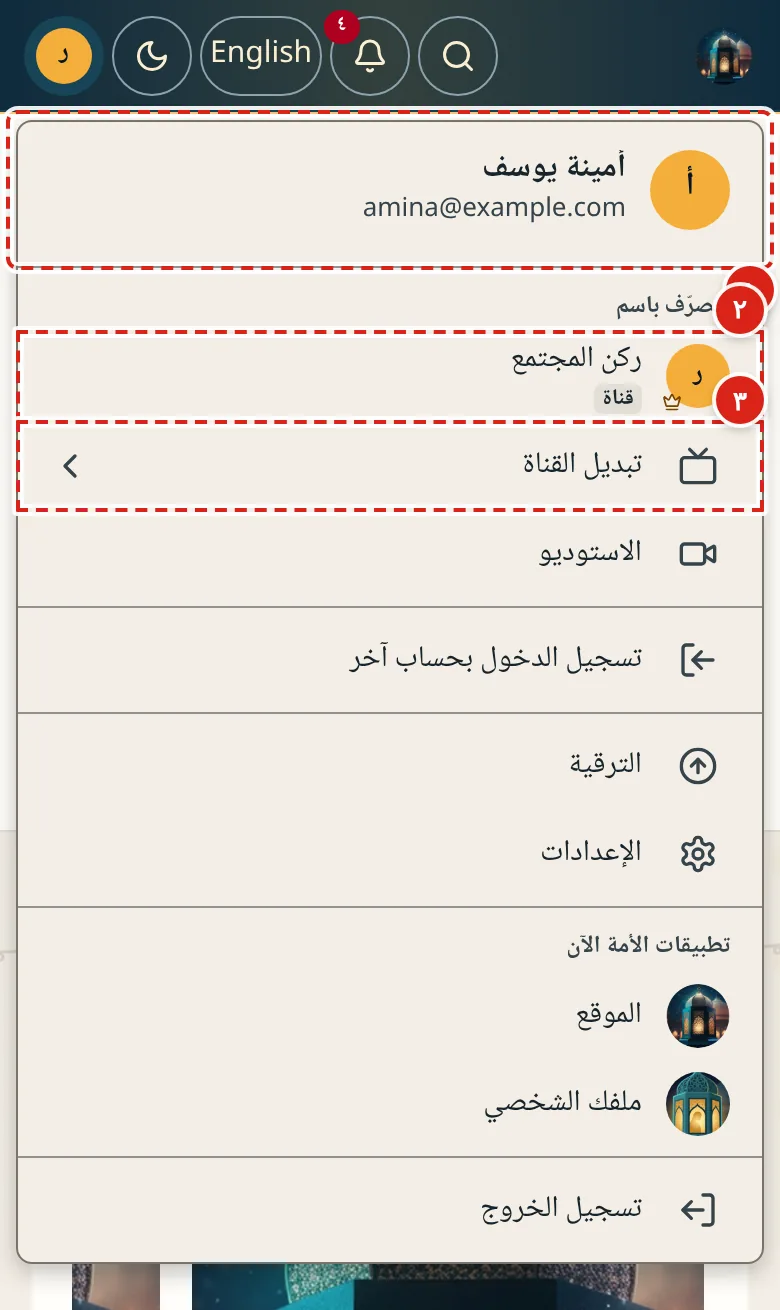 ر
English
٤
أمينة يوسف
أ
amina@example.com
باسم
٢
ركن المجتمع
ر
قناة
٣
تبديل القناة
الاستوديو
تسجيل الدخول بحساب آخر
الترقية
الإعدادات
تطبيقات الأمة الآن
الموقع
ملفك الشخصي
تسجيل الخروج